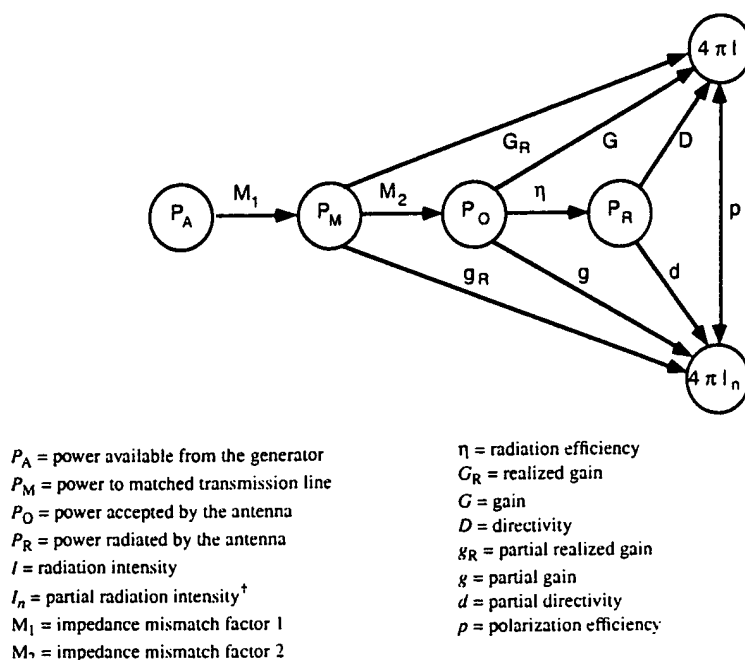 4 π I
G_R
G
D
M_1
M_2
η
P_A
P_M
P_O
P_R
p
g_R
g
d
4 π I_n
P_A = power available from the generator
P_M = power to matched transmission line
P_O = power accepted by the antenna
P_R = power radiated by the antenna
I = radiation intensity
I_n = partial radiation intensity†
M_1 = impedance mismatch factor 1
M_2 = impedance mismatch factor 2
η = radiation efficiency
G_R = realized gain
G = gain
D = directivity
g_R = partial realized gain
g = partial gain
d = partial directivity
p = polarization efficiency